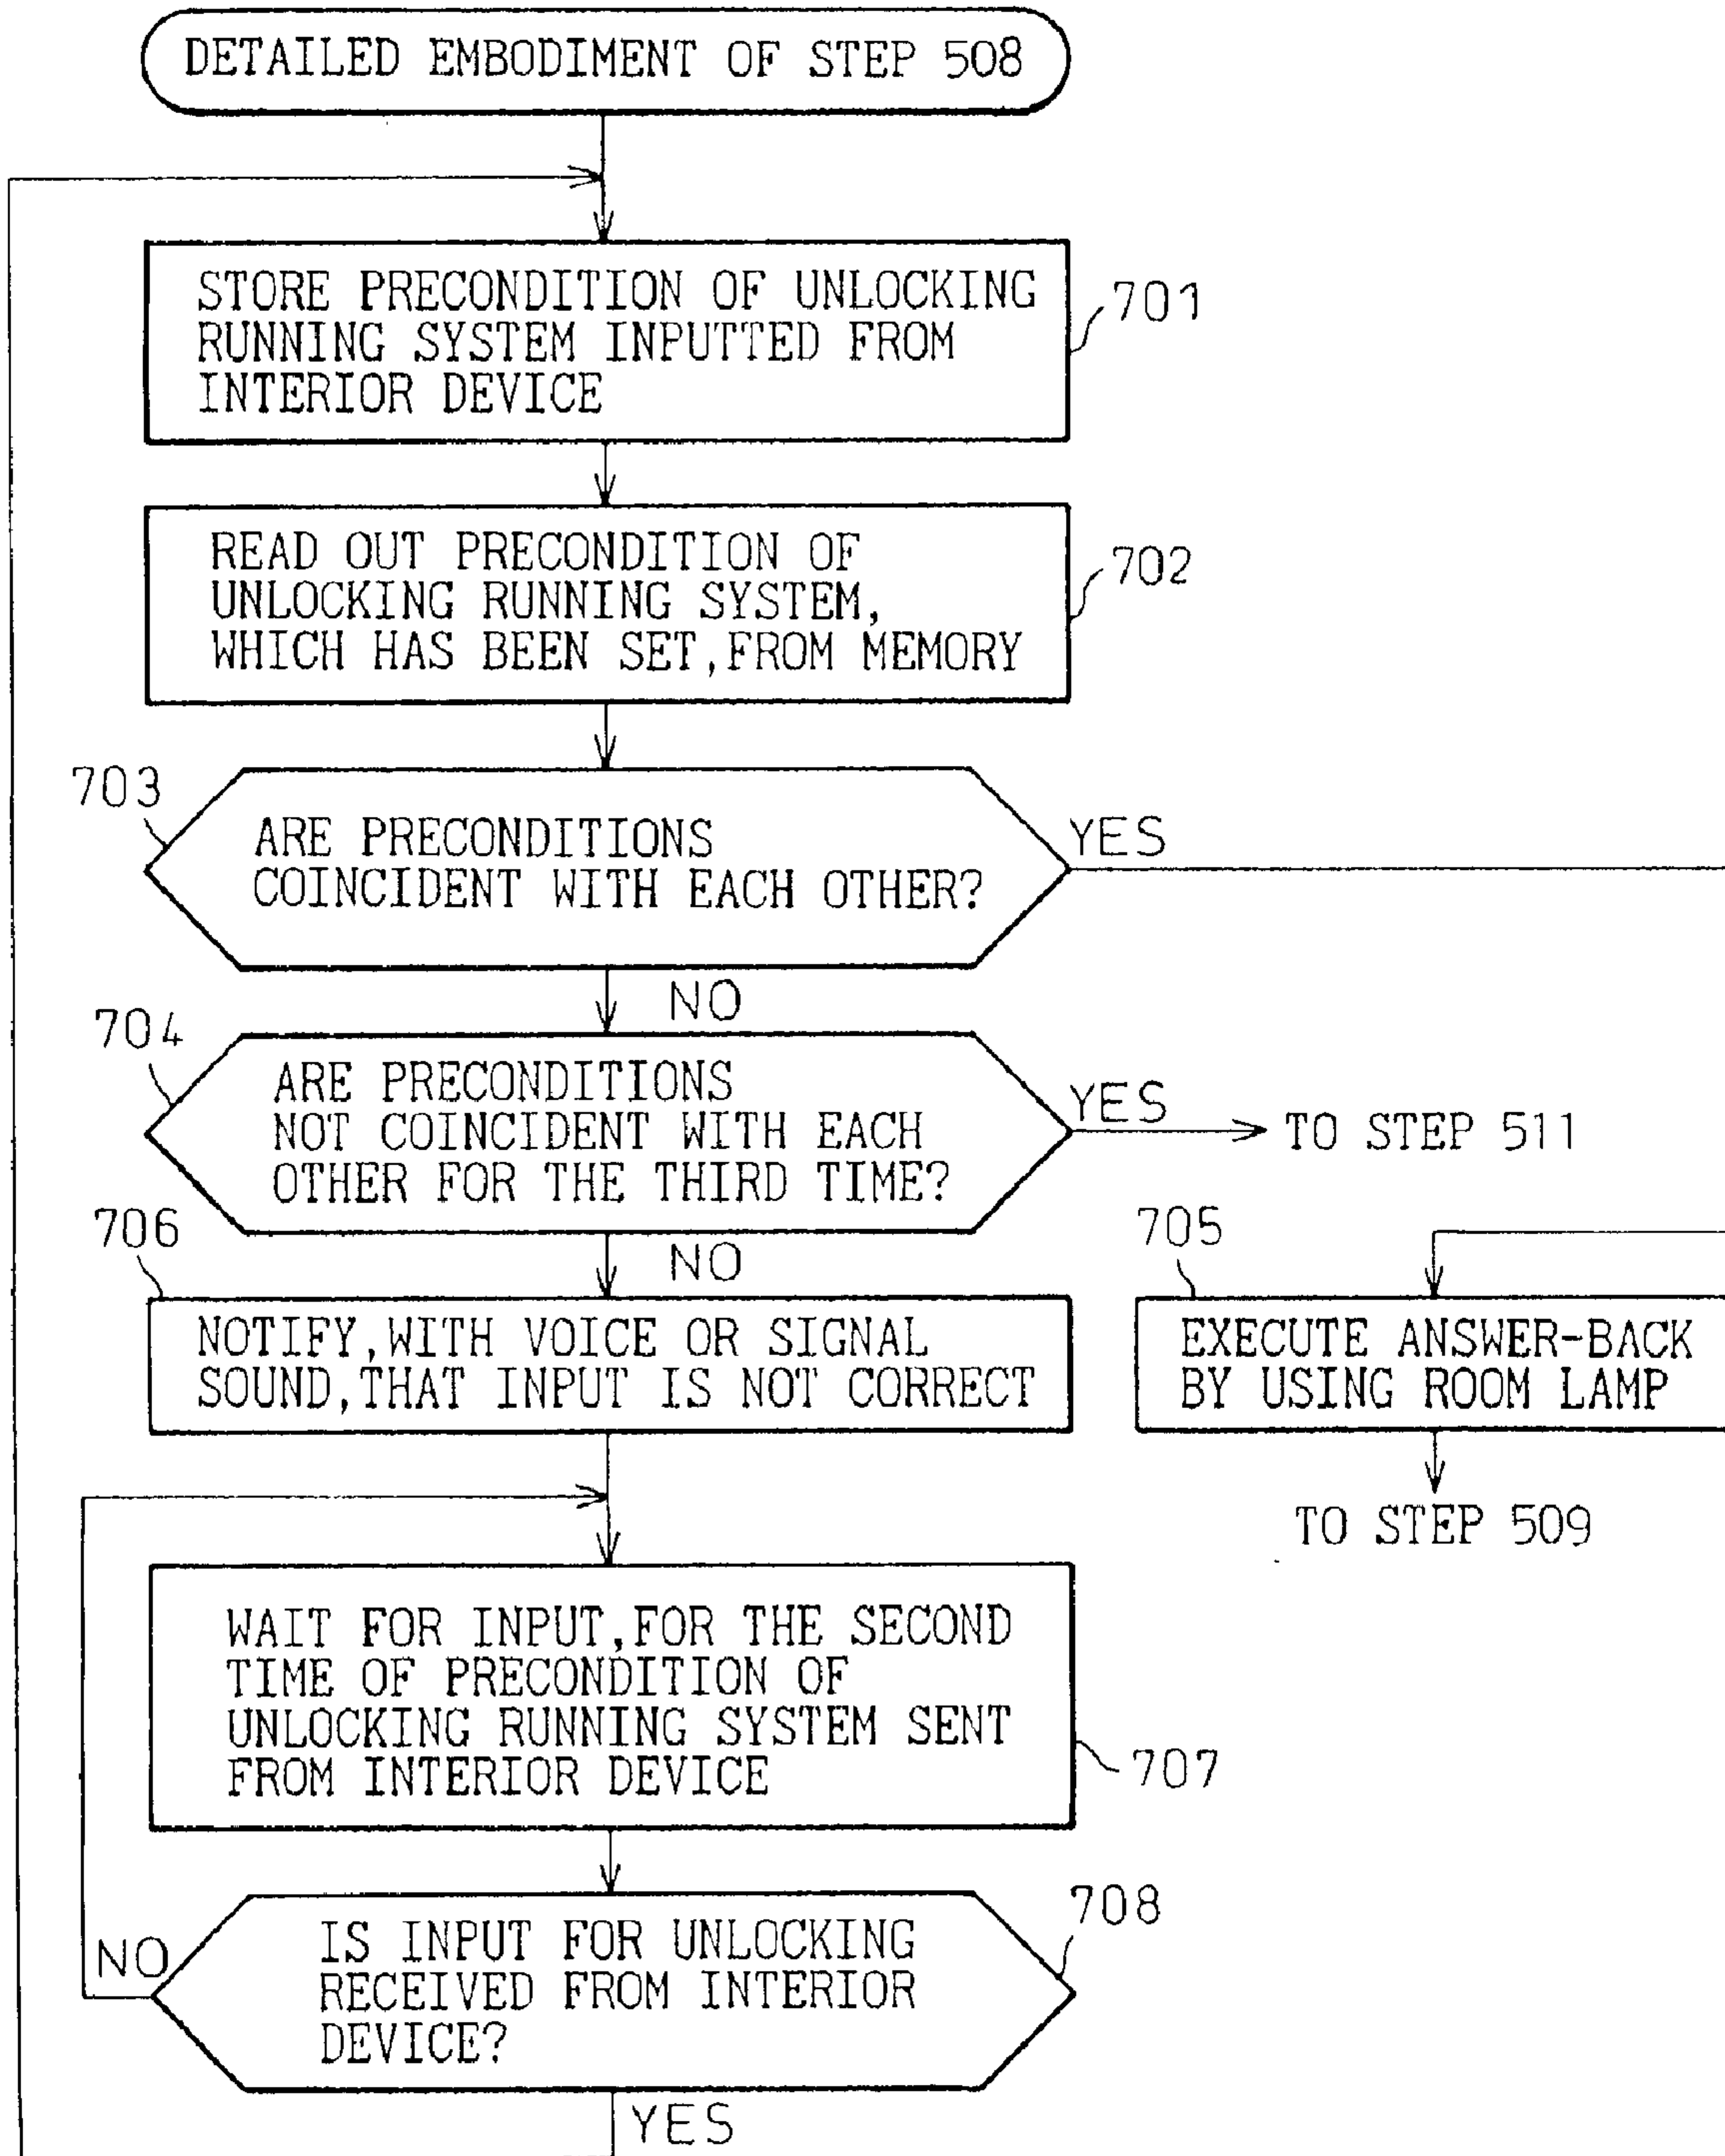 DETAILED EMBODIMENT OF STEP 508
STORE PRECONDITION OF UNLOCKING
RUNNING SYSTEM INPUTTED FROM
INTERIOR DEVICE
701
READ OUT PRECONDITION OF
UNLOCKING RUNNING SYSTEM,
WHICH HAS BEEN SET, FROM MEMORY
702
703
ARE PRECONDITIONS
COINCIDENT WITH EACH OTHER?
YES
NO
704
ARE PRECONDITIONS
NOT COINCIDENT WITH EACH
OTHER FOR THE THIRD TIME?
YES
TO STEP 511
NO
706
NOTIFY, WITH VOICE OR SIGNAL
SOUND, THAT INPUT IS NOT CORRECT
705
EXECUTE ANSWER-BACK
BY USING ROOM LAMP
TO STEP 509
WAIT FOR INPUT, FOR THE SECOND
TIME OF PRECONDITION OF
UNLOCKING RUNNING SYSTEM SENT
FROM INTERIOR DEVICE
707
708
IS INPUT FOR UNLOCKING
RECEIVED FROM INTERIOR
DEVICE?
NO
YES